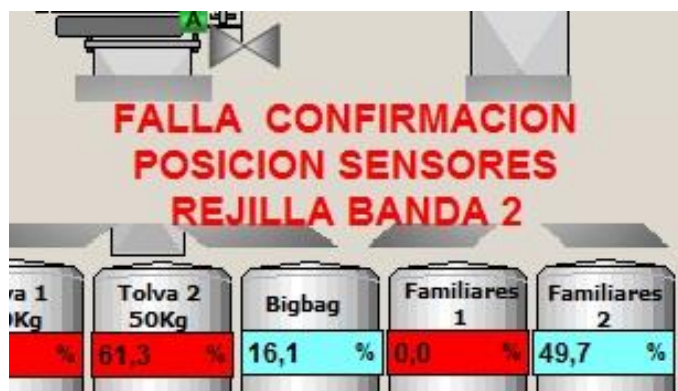 A
FALLA CONFIRMACION
POSICION SENSORES
REJILLA BANDA 2
Tolva 2
50Kg
Bigbag
Familiares
1
Familiares
2
%
61,3 %
16,1 %
0,0 %
49,7 %